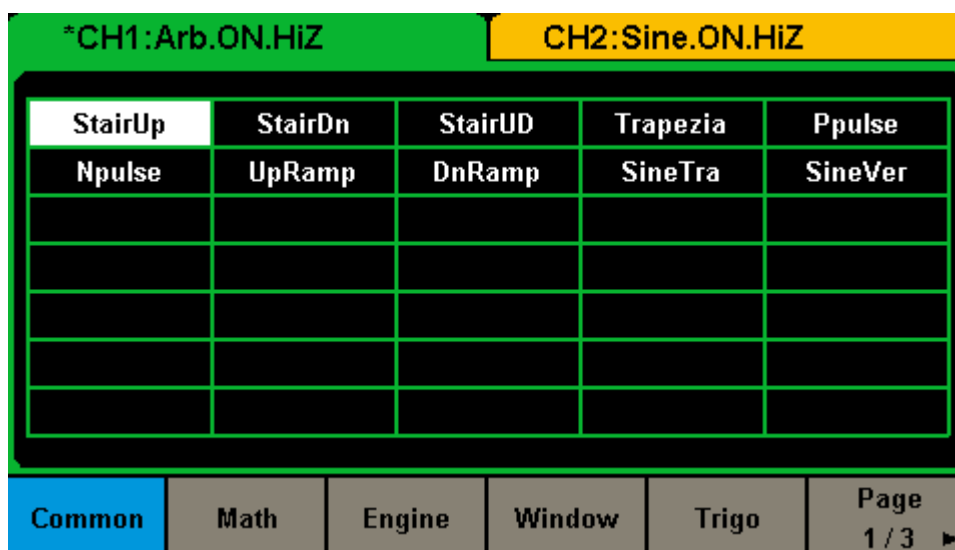 *CH1:Arb.ON.HiZ CH2:Sine.ON.HiZ
StairUp StairDn StairUD Trapezia Ppulse
Npulse UpRamp DnRamp SineTra SineVer
Common Math Engine Window Trigo Page
1 / 3 ►